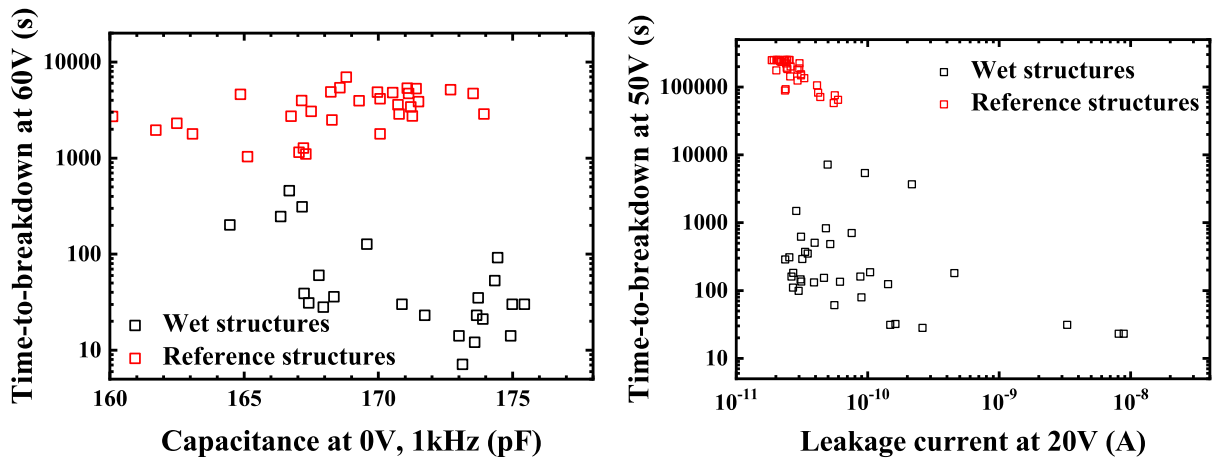 Time-to-breakdown at 60V (s)
10000
1000
100
10
Wet structures
Reference structures
160
165
170
175
Capacitance at 0V, 1kHz (pF)
Time-to-breakdown at 50V (s)
100000
10000
1000
100
10
Wet structures
Reference structures
10⁻¹¹
10⁻¹⁰
10⁻⁹
10⁻⁸
Leakage current at 20V (A)